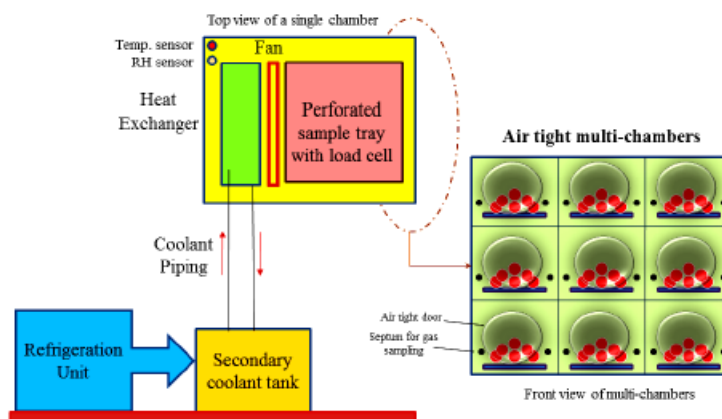 Top view of a single chamber
Temp. sensor
RH sensor
Fan
Heat
Exchanger
Perforated
sample tray
with load cell
Air tight multi-chambers
Coolant
Piping
Air tight door
Septum for gas
sampling
Refrigeration
Unit
Secondary
coolant tank
Front view of multi-chambers